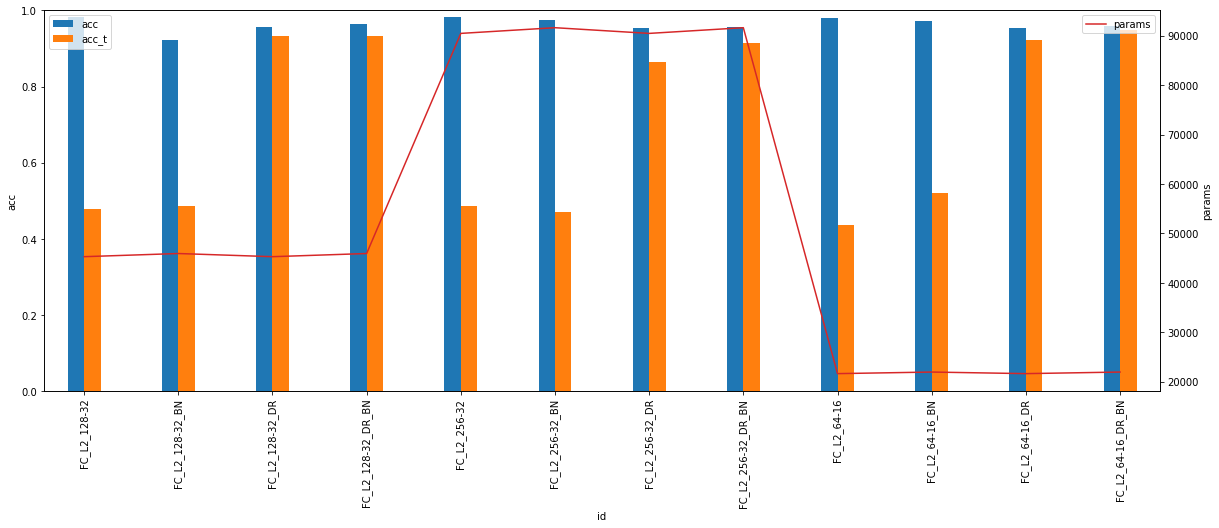 acc
acc_t
params
1.0
0.8
0.6
0.4
0.2
0.0
acc
90000
80000
70000
60000
50000
40000
30000
20000
params
FC_L2_128-32
FC_L2_128-32_BN
FC_L2_128-32_DR
FC_L2_128-32_DR_BN
FC_L2_256-32
FC_L2_256-32_BN
FC_L2_256-32_DR
FC_L2_256-32_DR_BN
FC_L2_64-16
FC_L2_64-16_BN
FC_L2_64-16_DR
FC_L2_64-16_DR_BN
id